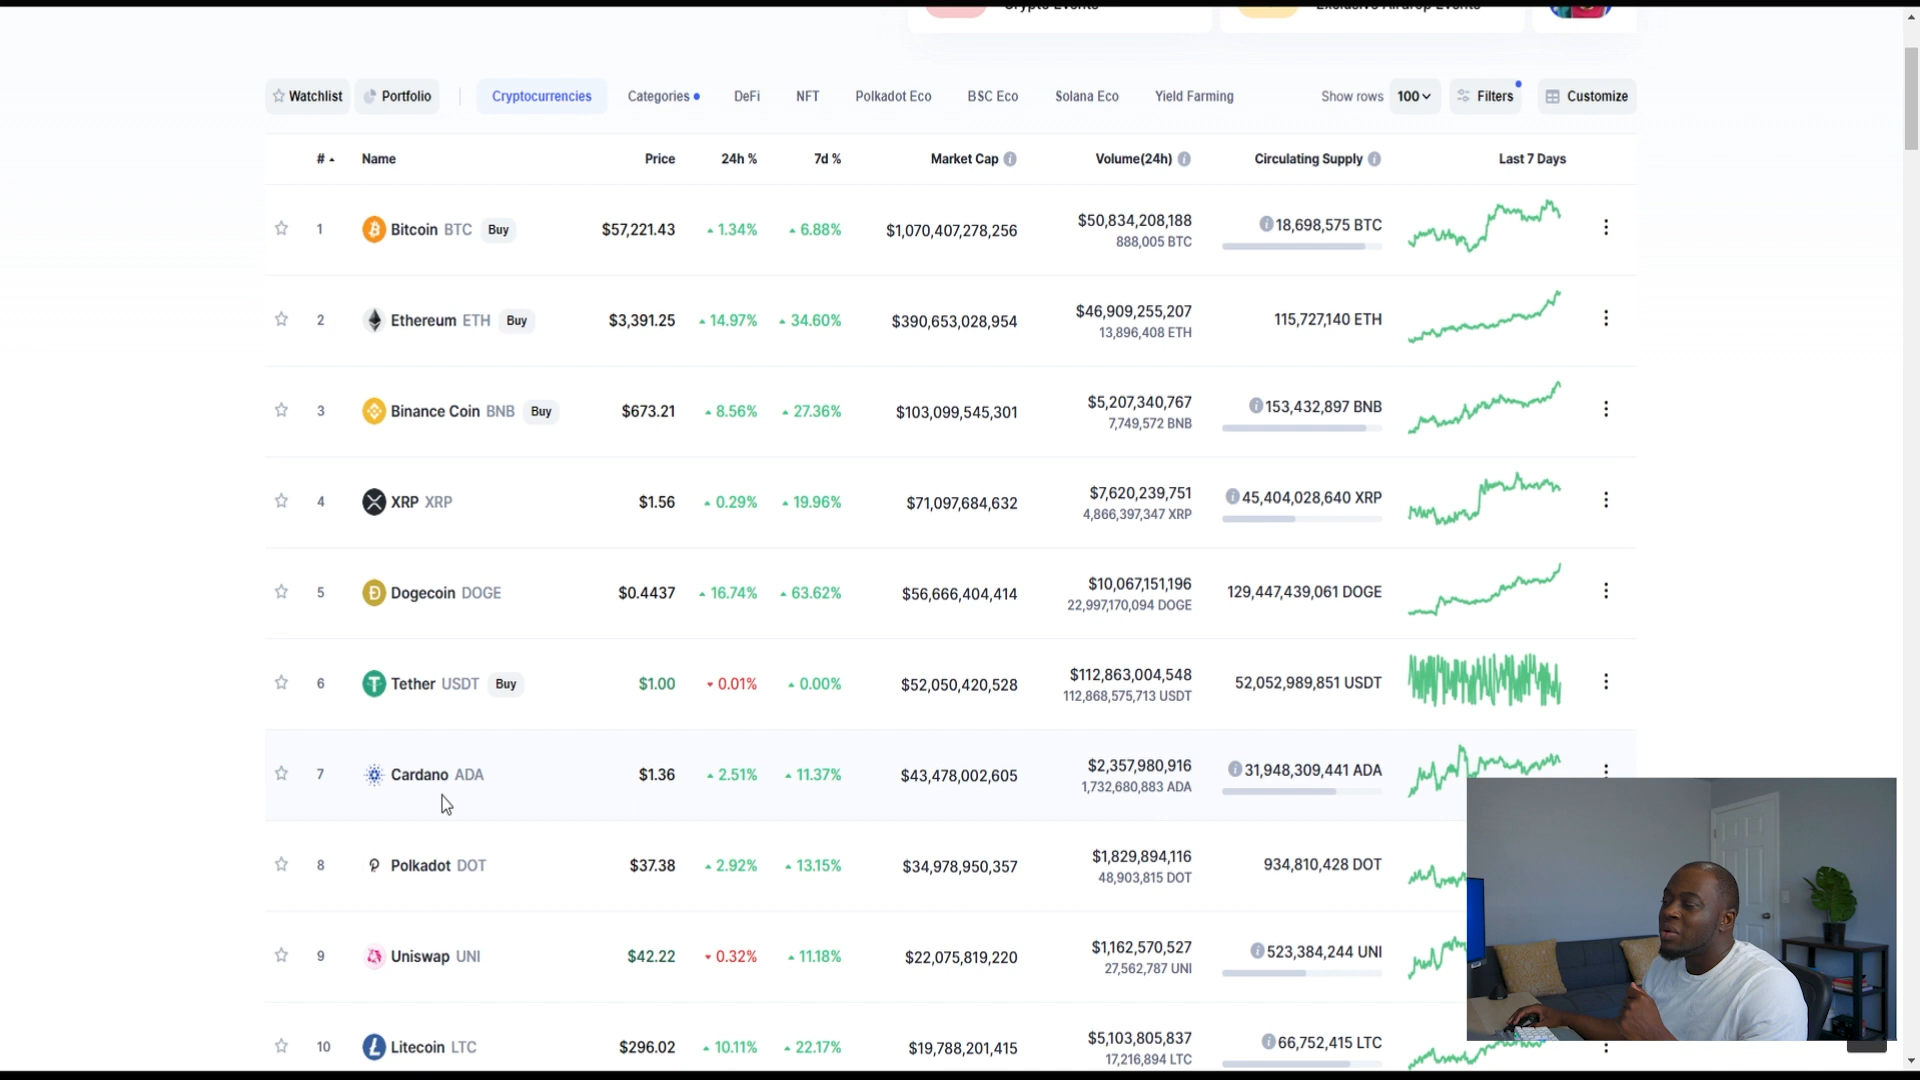 Crypto Events Exclusive Airdrop Events
Watchlist Portfolio Cryptocurrencies Categories DeFi NFT Polkadot Eco BSC Eco Solana Eco Yield Farming Show rows 100 Filters Customize
# Name Price 24h % 7d % Market Cap Volume(24h) Circulating Supply Last 7 Days
1 Bitcoin BTC Buy $57,221.43 1.34% 6.88% $1,070,407,278,256 $50,834,208,188 18,698,575 BTC
888,005 BTC
2 Ethereum ETH Buy $3,391.25 14.97% 34.60% $390,653,028,954 $46,909,255,207 115,727,140 ETH
13,896,408 ETH
3 Binance Coin BNB Buy $673.21 8.56% 27.36% $103,099,545,301 $5,207,340,767 153,432,897 BNB
7,749,572 BNB
4 XRP XRP $1.56 0.29% 19.96% $71,097,684,632 $7,620,239,751 45,404,028,640 XRP
4,866,397,347 XRP
5 Dogecoin DOGE $0.4437 16.74% 63.62% $56,666,404,414 $10,067,151,196 129,447,439,061 DOGE
22,997,170,094 DOGE
6 Tether USDT Buy $1.00 0.01% 0.00% $52,050,420,528 $112,863,004,548 52,052,989,851 USDT
112,868,575,713 USDT
7 Cardano ADA $1.36 2.51% 11.37% $43,478,002,605 $2,357,980,916 31,948,309,441 ADA
1,732,680,883 ADA
8 Polkadot DOT $37.38 2.92% 13.15% $34,978,950,357 $1,829,894,116 934,810,428 DOT
48,903,815 DOT
9 Uniswap UNI $42.22 0.32% 11.18% $22,075,819,220 $1,162,570,527 523,384,244 UNI
27,562,787 UNI
10 Litecoin LTC $296.02 10.11% 22.17% $19,788,201,415 $5,103,805,837 66,752,415 LTC
17,216,894 LTC